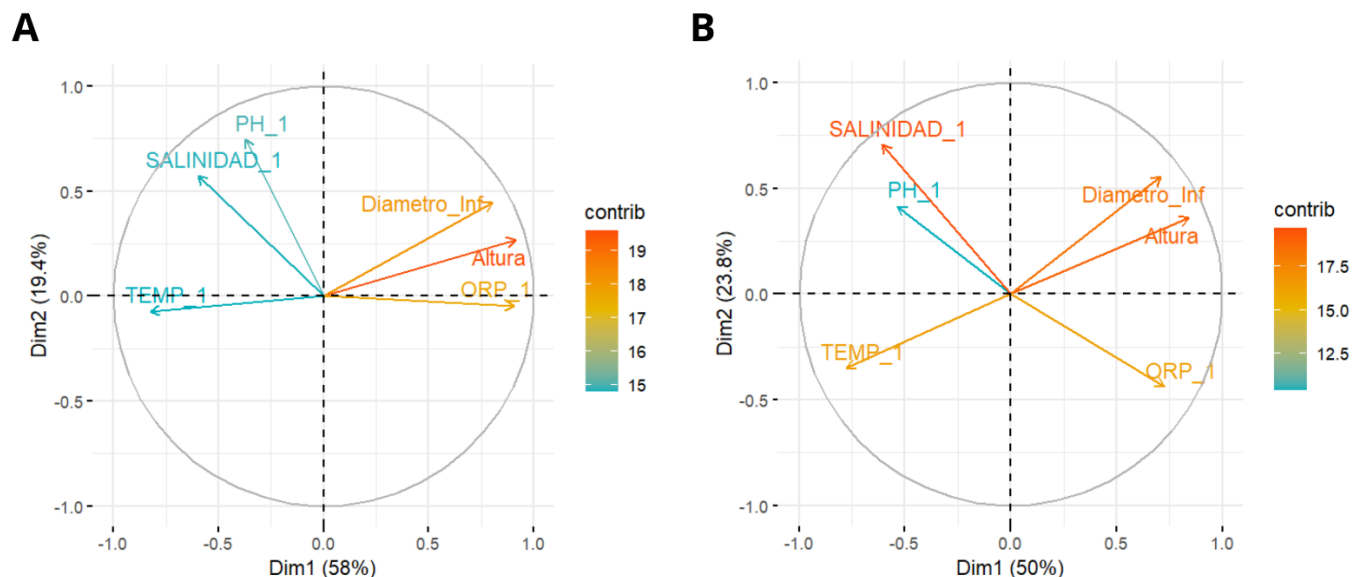 A
1.0
0.5
0.0
-0.5
-1.0
Dim2 (19.4%)
PH_1
SALINIDAD_1
Diametro_Inf
Altura
TEMP_1
ORP_1
-1.0
-0.5
0.0
0.5
1.0
Dim1 (58%)
contrib
19
18
17
16
15
B
1.0
0.5
0.0
-0.5
-1.0
Dim2 (23.8%)
SALINIDAD_1
PH_1
Diametro_Inf
Altura
TEMP_1
ORP_1
-1.0
-0.5
0.0
0.5
1.0
Dim1 (50%)
contrib
17.5
15.0
12.5